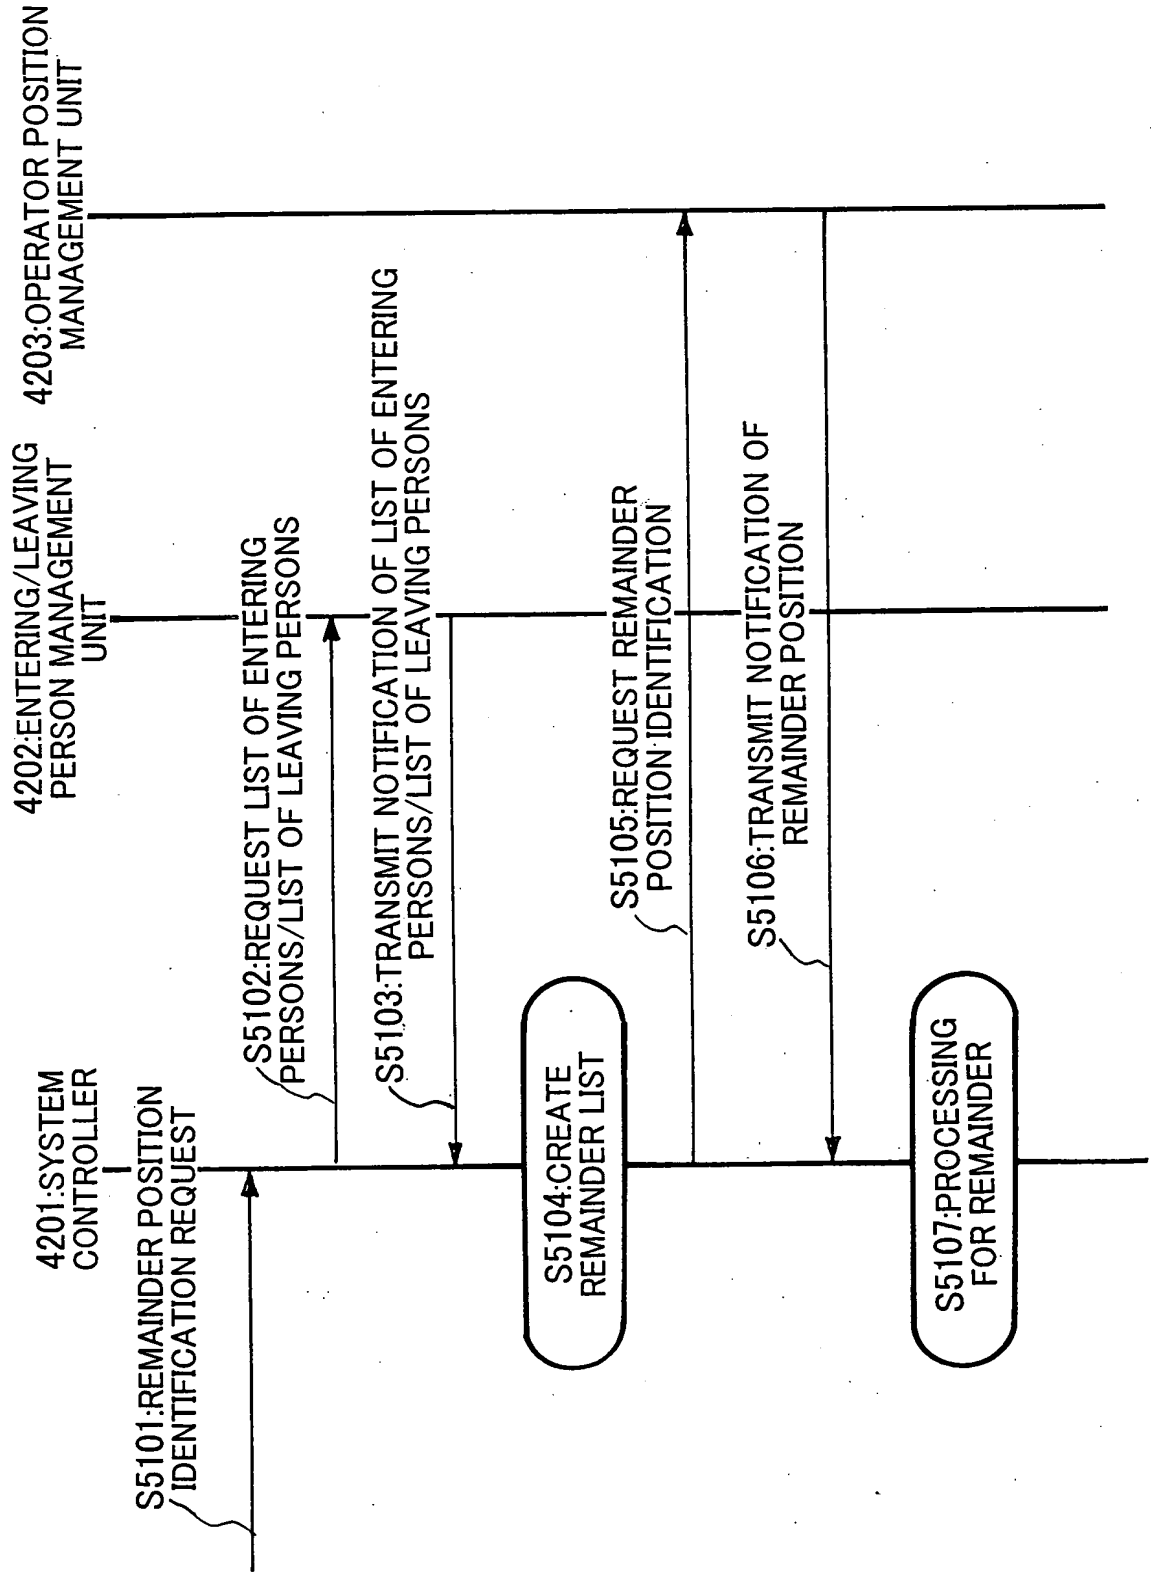 4201:SYSTEM
CONTROLLER
4202:ENTERING/LEAVING
PERSON MANAGEMENT
UNIT
4203:OPERATOR POSITION
MANAGEMENT UNIT
S5101:REMAINDER POSITION
IDENTIFICATION REQUEST
S5102:REQUEST LIST OF ENTERING
PERSONS/LIST OF LEAVING PERSONS
S5103:TRANSMIT NOTIFICATION OF LIST OF ENTERING
PERSONS/LIST OF LEAVING PERSONS
S5104:CREATE
REMAINDER LIST
S5105:REQUEST REMAINDER
POSITION IDENTIFICATION
S5106:TRANSMIT NOTIFICATION OF
REMAINDER POSITION
S5107:PROCESSING
FOR REMAINDER